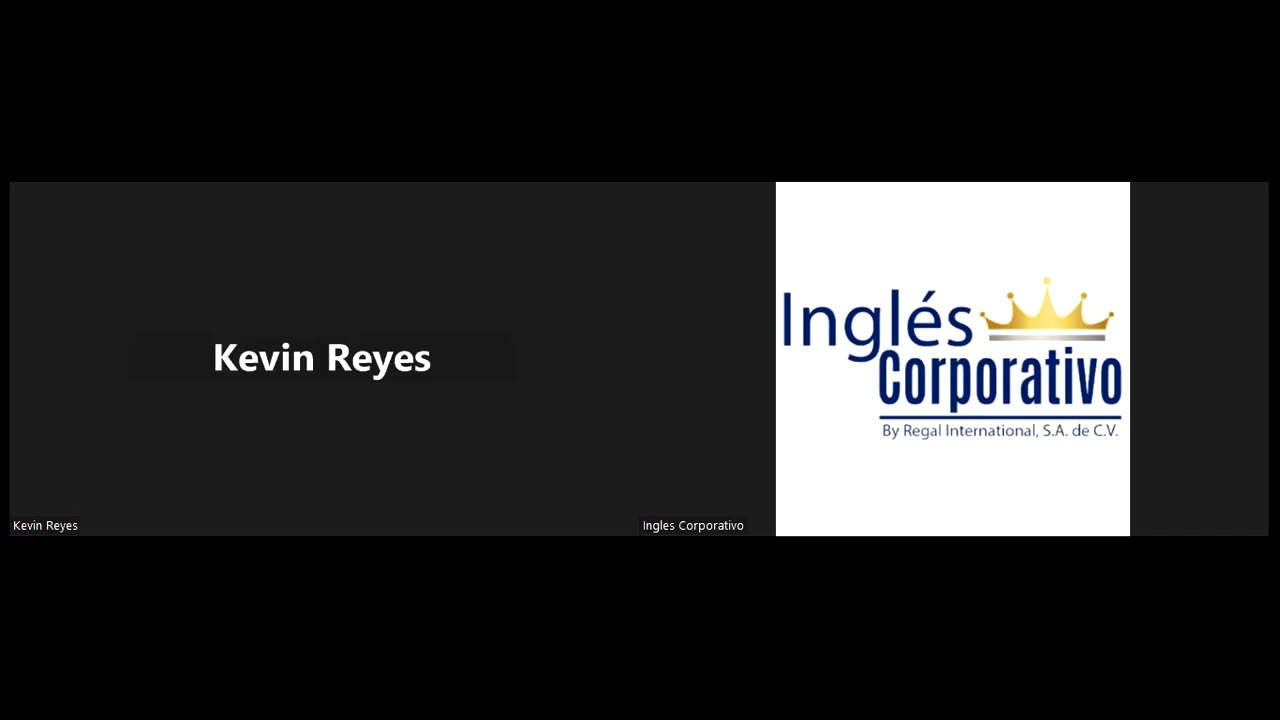 Kevin Reyes
Kevin Reyes
Inglés
Corporativo
By Regal International, S.A. de C.V.
Ingles Corporativo